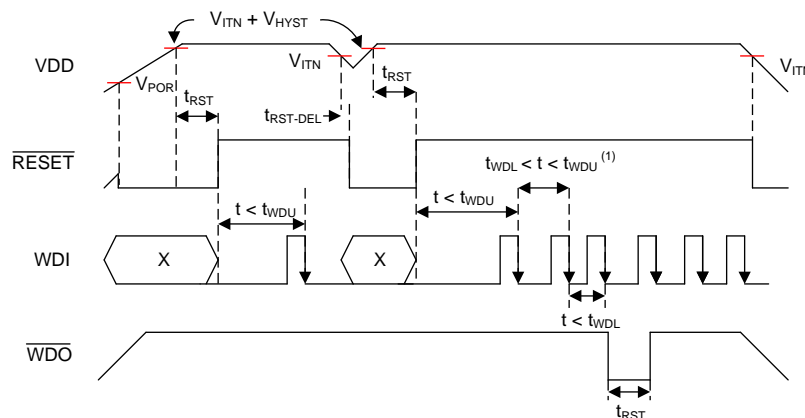 VITN + VHYST
VDD
VPOR
VITN
tRST
VITN
tRST
tRST-DEL
RESET
tWDL < t < tWDU (1)
t < tWDU
t < tWDU
WDI
X
X
t < tWDL
WDO
tRST